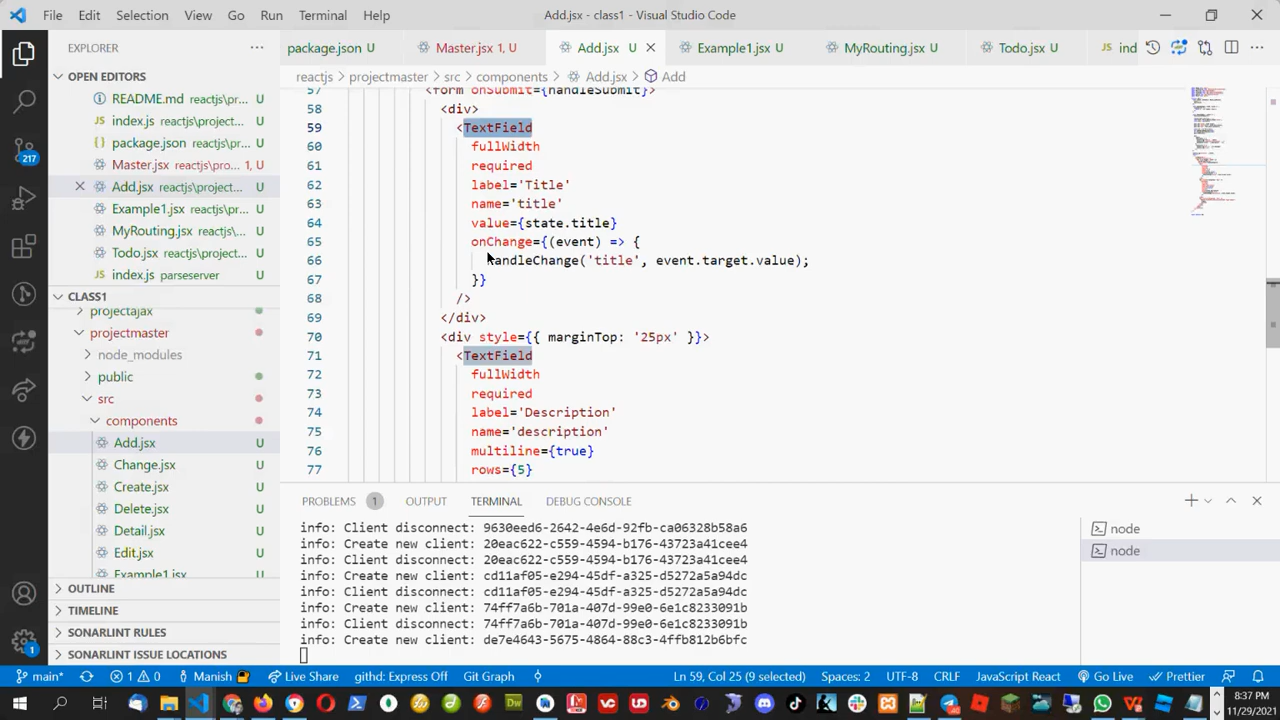 File Edit Selection View Go Run Terminal Help Add.jsx - class1 - Visual Studio Code
EXPLORER
package.json U Master.jsx 1, U Add.jsx U Example1.jsx U MyRouting.jsx U Todo.jsx U ind
OPEN EDITORS
README.md reactjs\pr... U
index.js reactjs\project... U
package.json reactjs\... U
Master.jsx reactjs\pro... 1, U
Add.jsx reactjs\project... U
Example1.jsx reactjs\... U
MyRouting.jsx reactj... U
Todo.jsx reactjs\proj... U
index.js parseserver
CLASS1
projectajax
projectmaster
node_modules
public
src
components
Add.jsx U
Change.jsx U
Create.jsx U
Delete.jsx U
Detail.jsx U
Edit.jsx U
Example1.jsx U
OUTLINE
TIMELINE
SONARLINT RULES
SONARLINT ISSUE LOCATIONS
217
1
reactjs > projectmaster > src > components > Add.jsx > Add
57 <form onSubmit={handleSubmit}>
58 <div>
59 <TextField
60 fullWidth
61 required
62 label='Title'
63 name='title'
64 value={state.title}
65 onChange={(event) => {
66 handleChange('title', event.target.value);
67 }}
68 />
69 </div>
70 <div style={{ marginTop: '25px' }}>
71 <TextField
72 fullWidth
73 required
74 label='Description'
75 name='description'
76 multiline={true}
77 rows={5}
PROBLEMS 1 OUTPUT TERMINAL DEBUG CONSOLE
info: Client disconnect: 9630eed6-2642-4e6d-92fb-ca06328b58a6
info: Create new client: 20eac622-c559-4594-b176-43723a41cee4
info: Client disconnect: 20eac622-c559-4594-b176-43723a41cee4
info: Create new client: cd11af05-e294-45df-a325-d5272a5a94dc
info: Client disconnect: cd11af05-e294-45df-a325-d5272a5a94dc
info: Create new client: 74ff7a6b-701a-407d-99e0-6e1c8233091b
info: Client disconnect: 74ff7a6b-701a-407d-99e0-6e1c8233091b
info: Create new client: de7e4643-5675-4864-88c3-4ffb812b6bfc
node
node
main* 1 0 Manish Live Share githd: Express Off Git Graph Ln 59, Col 25 (9 selected) Spaces: 2 UTF-8 CRLF JavaScript React Go Live Prettier
8:37 PM
11/29/2021